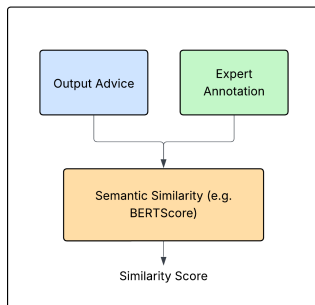 Output Advice
Expert
Annotation
Semantic Similarity (e.g.
BERTScore)
Similarity Score